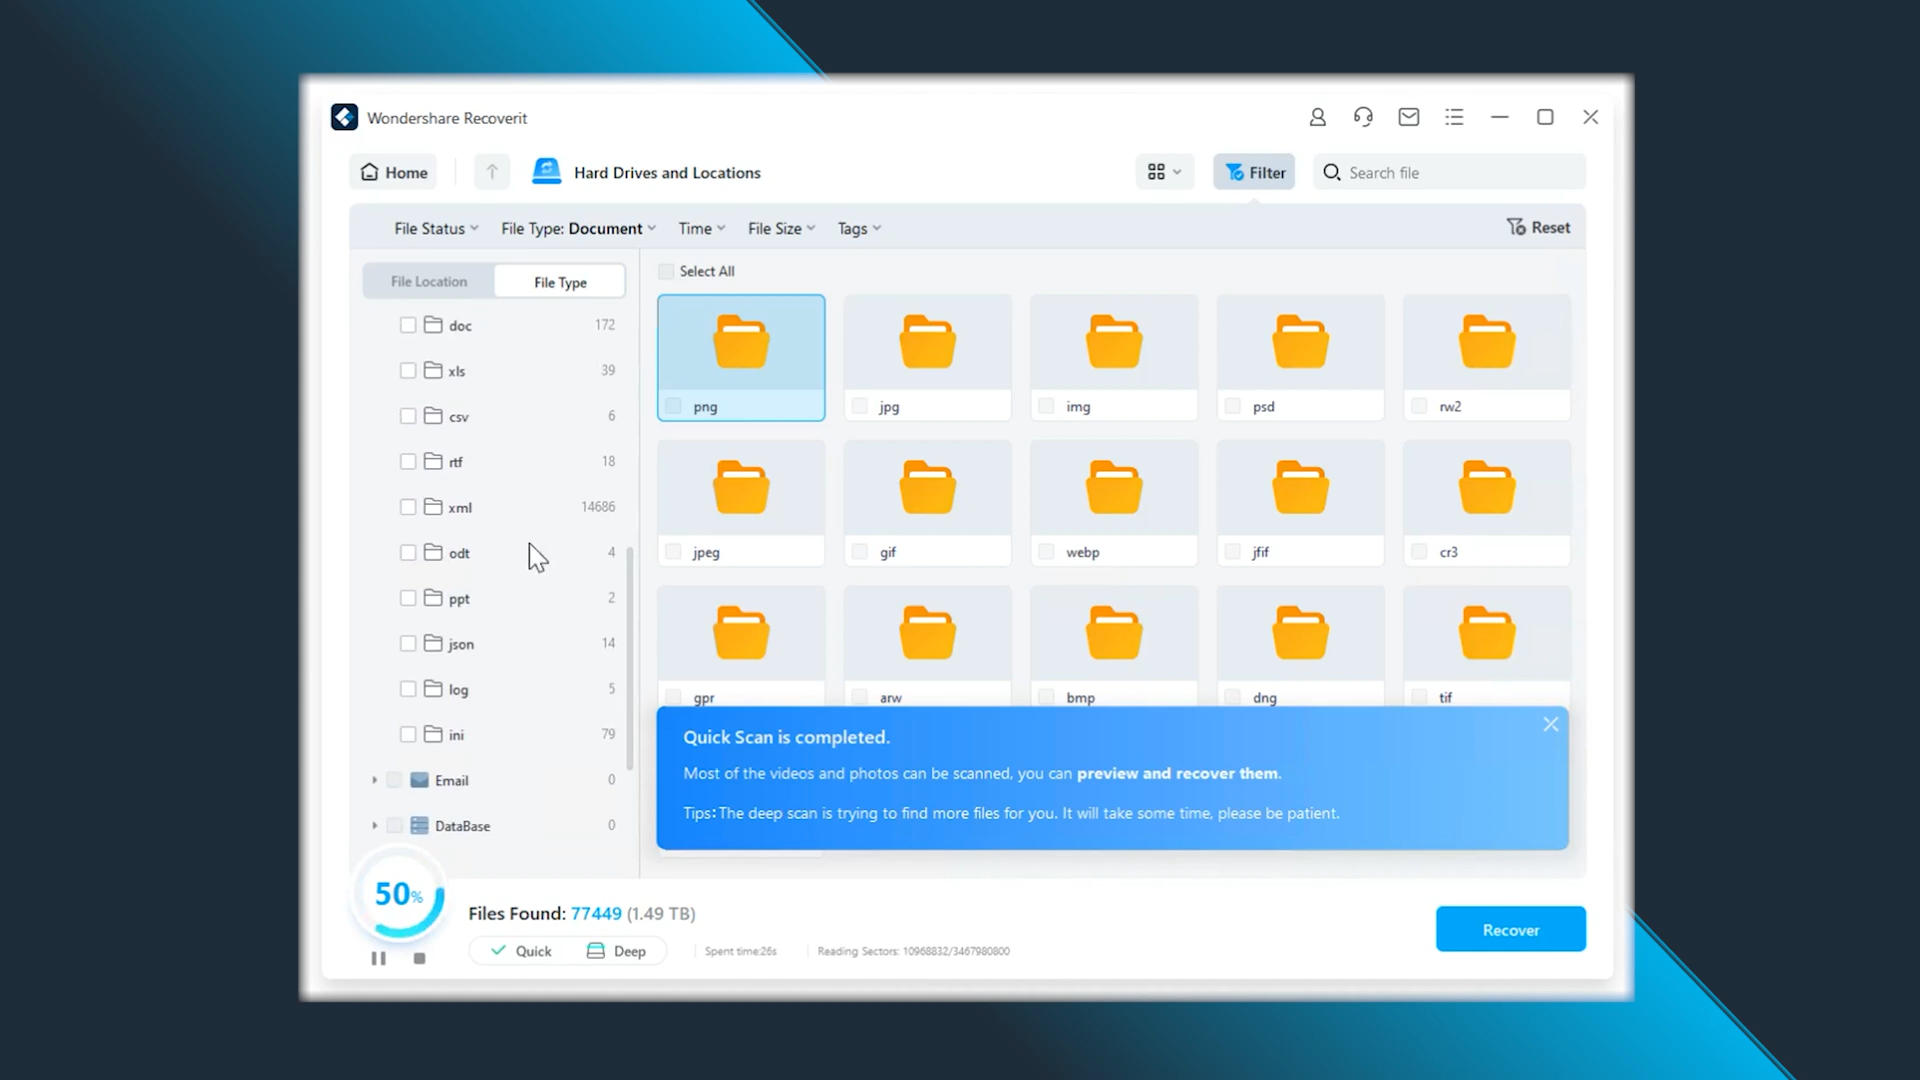 Wondershare Recoverit
Home
Hard Drives and Locations
Filter
Search file
File Status
File Type: Document
Time
File Size
Tags
Reset
File Location
File Type
doc 172
xls 39
csv 6
rtf 18
xml 14686
odt 4
ppt 2
json 14
log 5
ini 79
Email 0
DataBase 0
Select All
png
jpg
img
psd
rw2
jpeg
gif
webp
jfif
cr3
gpr
arw
bmp
dng
tif
Quick Scan is completed.
Most of the videos and photos can be scanned, you can preview and recover them.
Tips: The deep scan is trying to find more files for you. It will take some time, please be patient.
50%
Files Found: 77449 (1.49 TB)
Quick
Deep
Spent time:26s
Reading Sectors: 10968832/3467980800
Recover